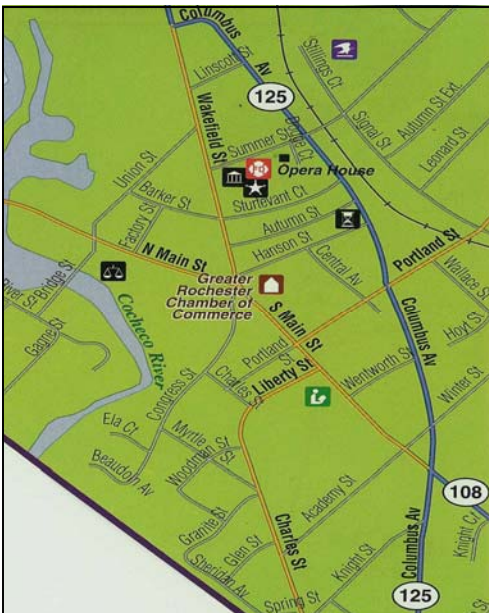 Columbus
Av
Linscott Ct
Stillings Ct
125
Wakefield St
Signal St
Autumn St Ext
Leonard St
Summer St
Union St
FD
Opera House
Barker St
Sturtevant Ct
Factory St
Autumn St
Hanson St
N Main St
Portland St
Central Av
Bridge St
River St
Greater
Rochester
Chamber of
Commerce
Wallace St
Cocheco River
S Main St
Columbus Av
Hoyt St
Gagne St
Portland
St
Congress St
Charles St
Liberty St
Wentworth St
Winter St
Ela Ct
Myrtle
St
Beaudoin Av
Woodman St
Academy St
108
Granite St
Charles St
Glen St
Knight St
Columbus Av
Knight C
Sheridan Av
Spring St
125